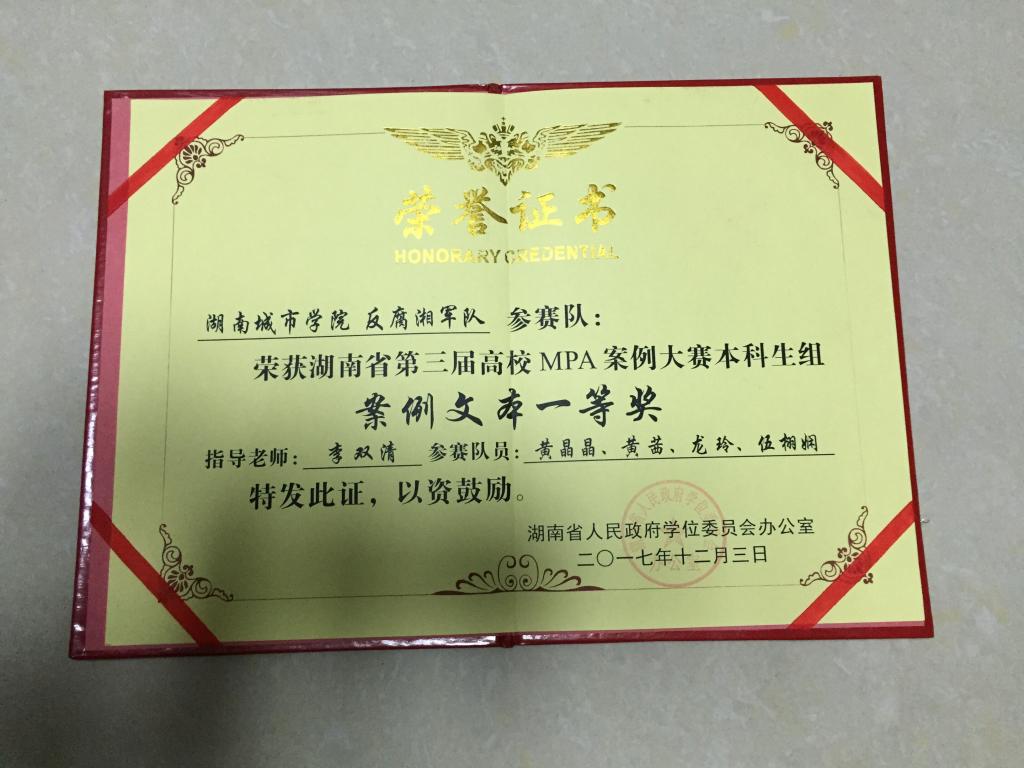 荣誉证书
HONORARY CREDENTIAL
湖南城市学院 反腐湘军队 参赛队：
荣获湖南省第三届高校 MPA 案例大赛本科生组
案例文本一等奖
指导老师：李双清 参赛队员：黄晶晶、黄茜、龙玲、伍栩娴
特发此证，以资鼓励。
湖南省人民政府学位委员会办公室
二〇一七年十二月三日